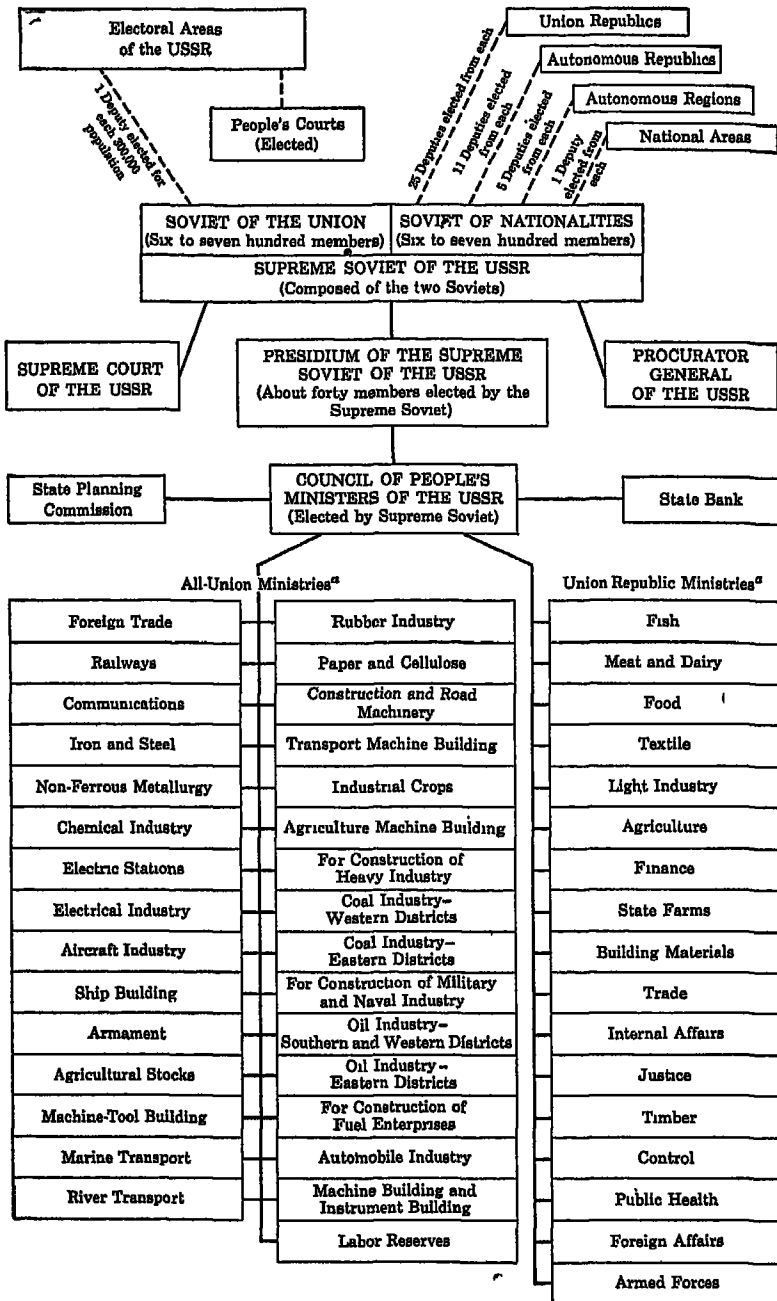 Electoral Areas
of the USSR
Union Republics
Autonomous Republics
Autonomous Regions
National Areas
People's Courts
(Elected)
1 Deputy elected for
each 300,000
population
25 Deputies elected from each
11 Deputies elected
from each
5 Deputies elected
from each
1 Deputy
elected from
each
SOVIET OF THE UNION
(Six to seven hundred members)
SOVIET OF NATIONALITIES
(Six to seven hundred members)
SUPREME SOVIET OF THE USSR
(Composed of the two Soviets)
SUPREME COURT
OF THE USSR
PRESIDIUM OF THE SUPREME
SOVIET OF THE USSR
(About forty members elected by the
Supreme Soviet)
PROCURATOR
GENERAL
OF THE USSR
State Planning
Commission
COUNCIL OF PEOPLE'S
MINISTERS OF THE USSR
(Elected by Supreme Soviet)
State Bank
All-Union Ministriesª
Foreign Trade
Railways
Communications
Iron and Steel
Non-Ferrous Metallurgy
Chemical Industry
Electric Stations
Electrical Industry
Aircraft Industry
Ship Building
Armament
Agricultural Stocks
Machine-Tool Building
Marine Transport
River Transport
Rubber Industry
Paper and Cellulose
Construction and Road
Machinery
Transport Machine Building
Industrial Crops
Agriculture Machine Building
For Construction of
Heavy Industry
Coal Industry–
Western Districts
Coal Industry–
Eastern Districts
For Construction of Military
and Naval Industry
Oil Industry–
Southern and Western Districts
Oil Industry–
Eastern Districts
For Construction of
Fuel Enterprises
Automobile Industry
Machine Building and
Instrument Building
Labor Reserves
Union Republic Ministriesª
Fish
Meat and Dairy
Food
Textile
Light Industry
Agriculture
Finance
State Farms
Building Materials
Trade
Internal Affairs
Justice
Timber
Control
Public Health
Foreign Affairs
Armed Forces